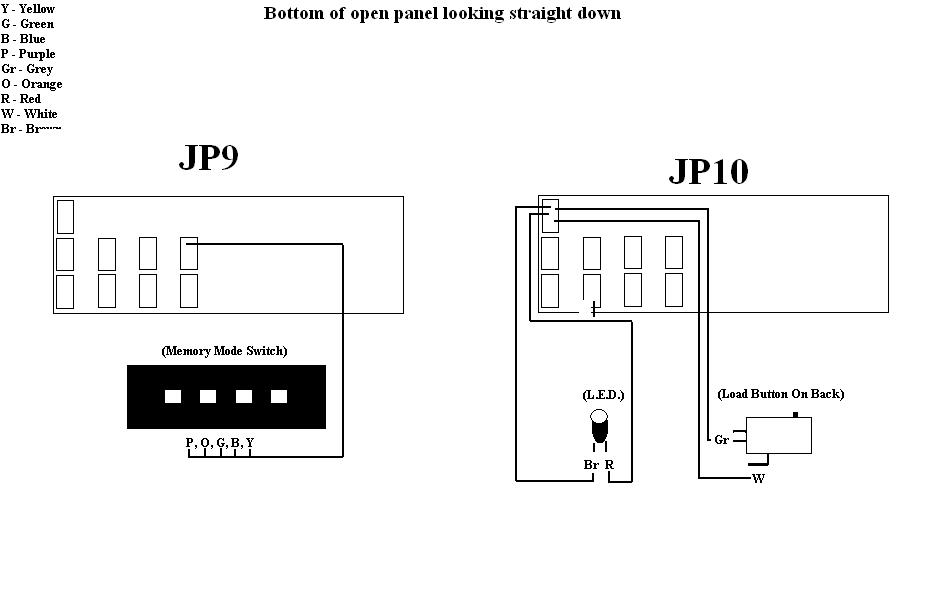 Bottom of open panel looking straight down
Y - Yellow
G - Green
B - Blue
P - Purple
Gr - Grey
O - Orange
R - Red
W - White
Br -
JP9
JP10
(Memory Mode Switch)
P, O, G, B, Y
(L.E.D.)
Br R
(Load Button On Back)
Gr
W